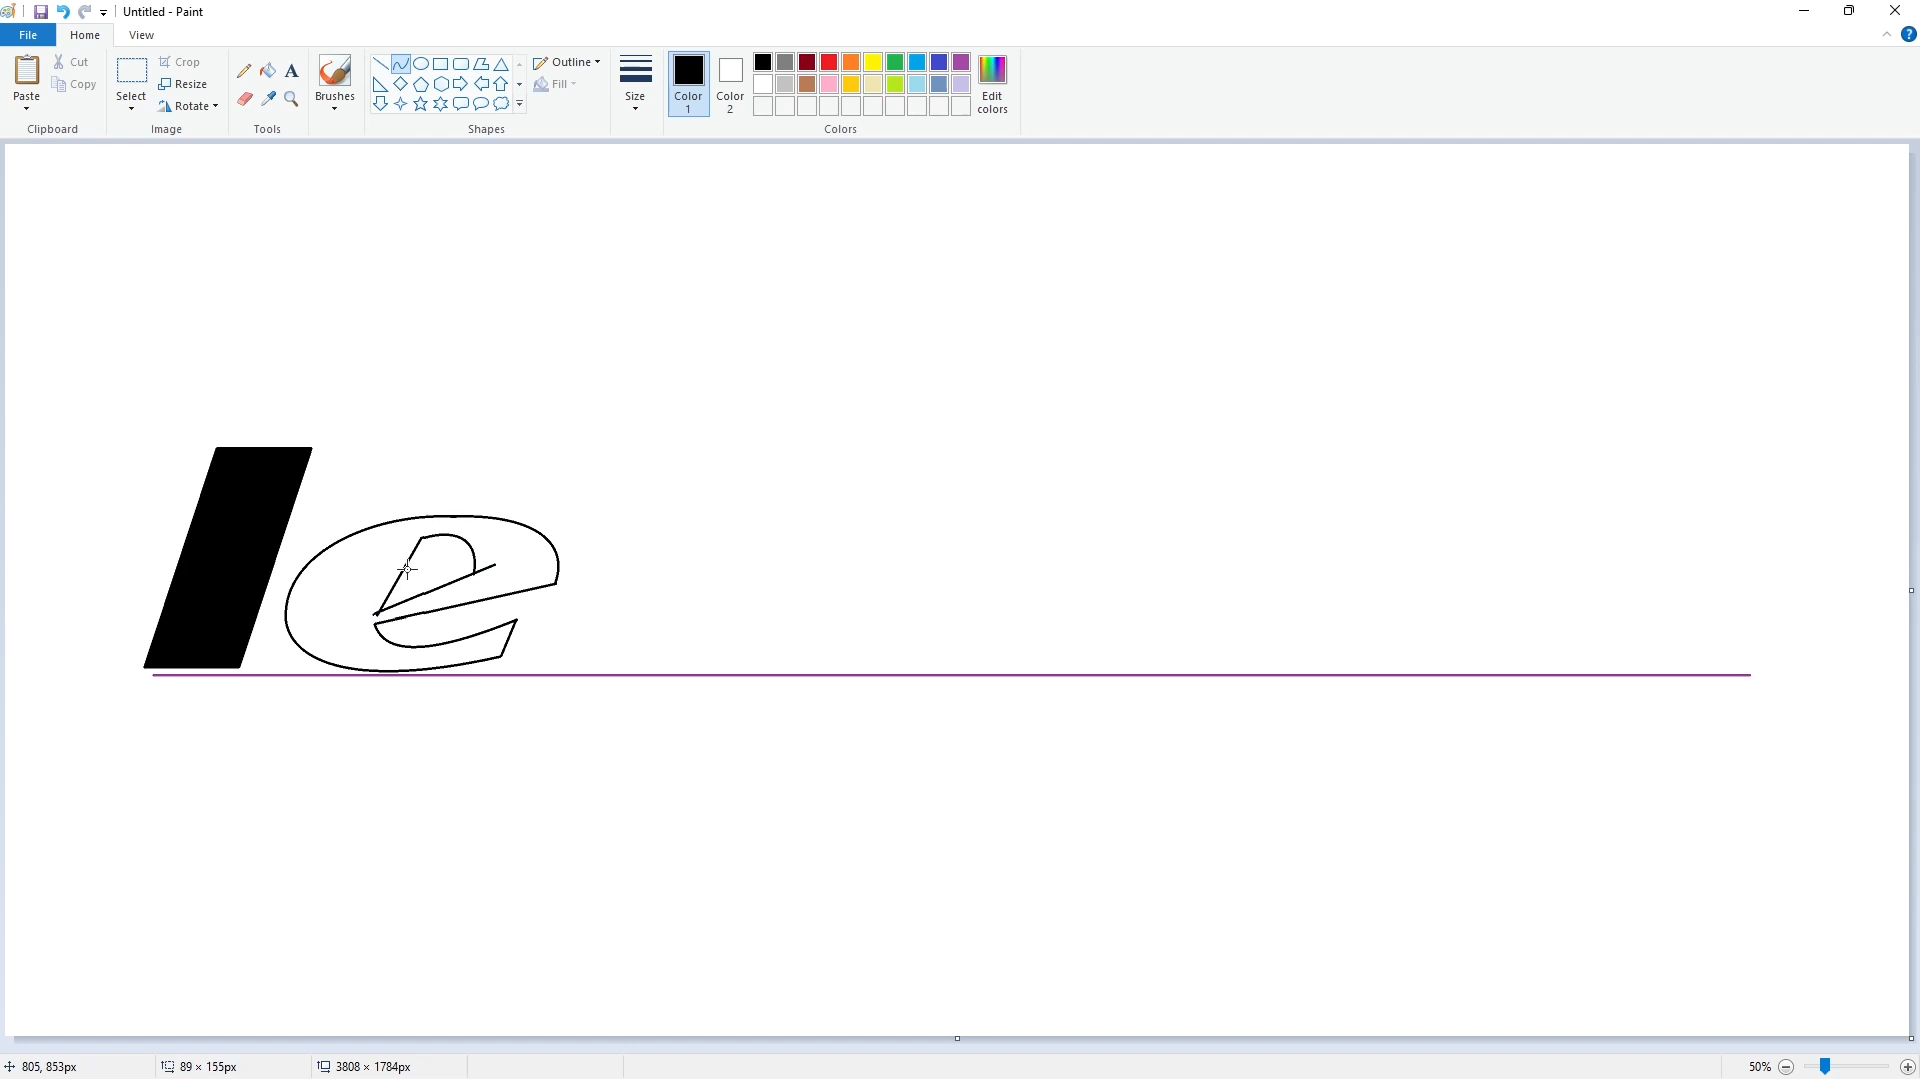 Untitled - Paint
File Home View
Paste Cut Copy Clipboard
Select Crop Resize Rotate Image
Tools
Brushes
Shapes
Outline Fill
Size
Color 1 Color 2 Edit colors Colors
le
805, 853px 89 × 155px 3808 × 1784px 50%